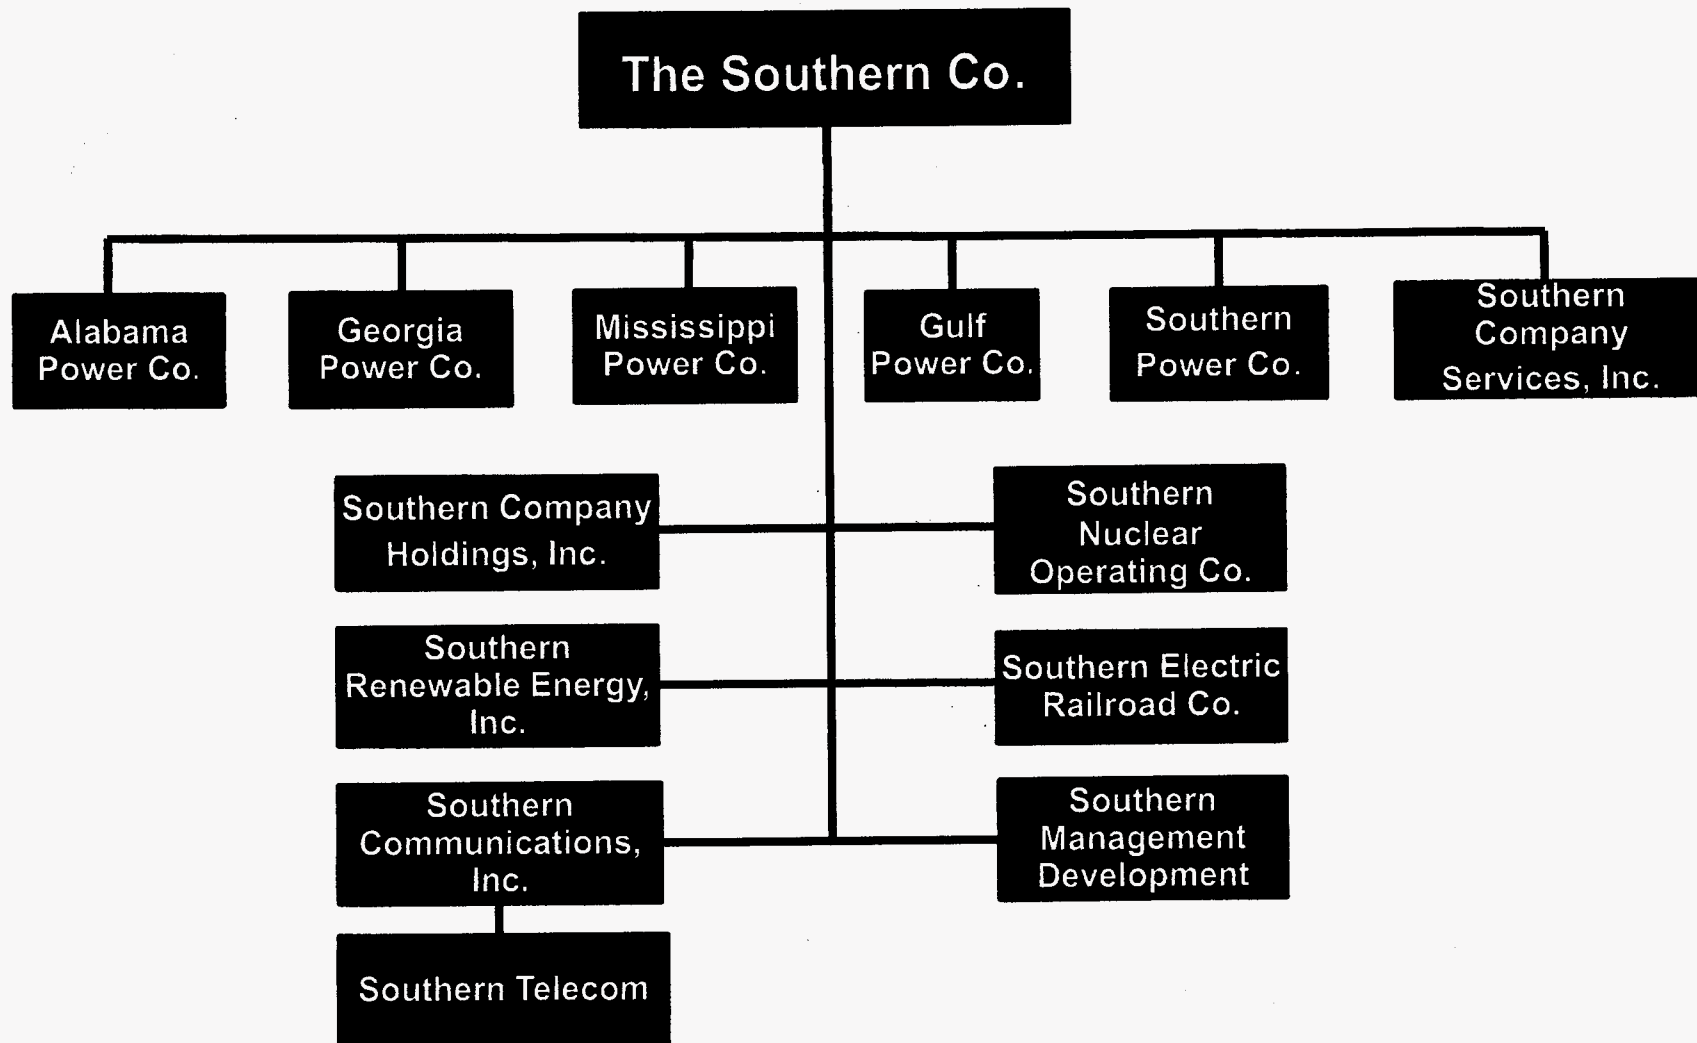 The Southern Co.
Alabama
Power Co.
Georgia
Power Co.
Mississippi
Power Co.
Gulf
Power Co.
Southern
Power Co.
Southern
Company
Services, Inc.
Southern Company
Holdings, Inc.
Southern
Nuclear
Operating Co.
Southern
Renewable Energy,
Inc.
Southern Electric
Railroad Co.
Southern
Communications,
Inc.
Southern
Management
Development
Southern Telecom